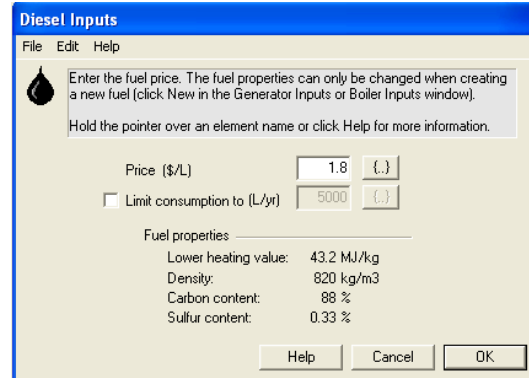 Diesel Inputs
File Edit Help
Enter the fuel price. The fuel properties can only be changed when creating
a new fuel (click New in the Generator Inputs or Boiler Inputs window).
Hold the pointer over an element name or click Help for more information.
Price ($/L) 1.8 {..}
Limit consumption to (L/yr) 5000 {..}
Fuel properties
Lower heating value: 43.2 MJ/kg
Density: 820 kg/m3
Carbon content: 88 %
Sulfur content: 0.33 %
Help Cancel OK